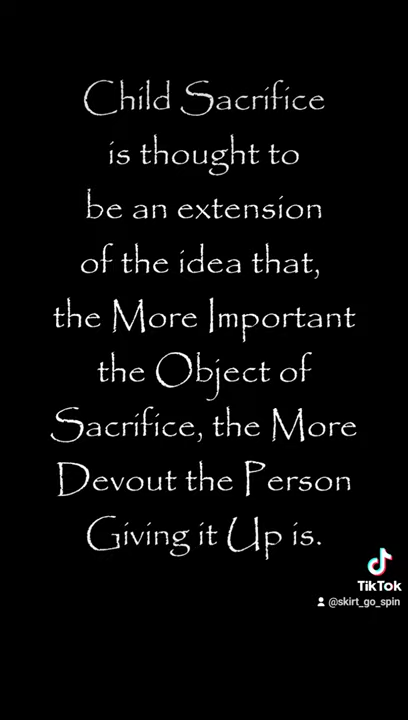 Child Sacrifice
is thought to
be an extension
of the idea that,
the More Important
the Object of
Sacrifice, the More
Devout the Person
Giving it Up is.
TikTok
@skirt_go_spin